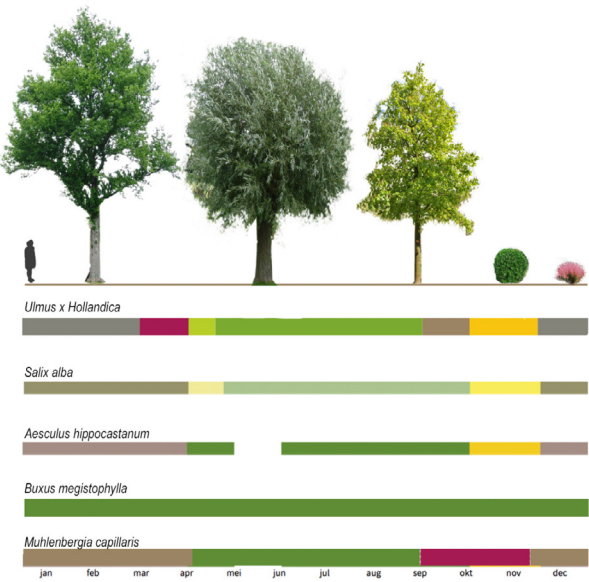 Ulmus x Hollandica
Salix alba
Aesculus hippocastanum
Buxus megistophylla
Muhlenbergia capillaris
jan feb mar apr mei jun jul aug sep okt nov dec